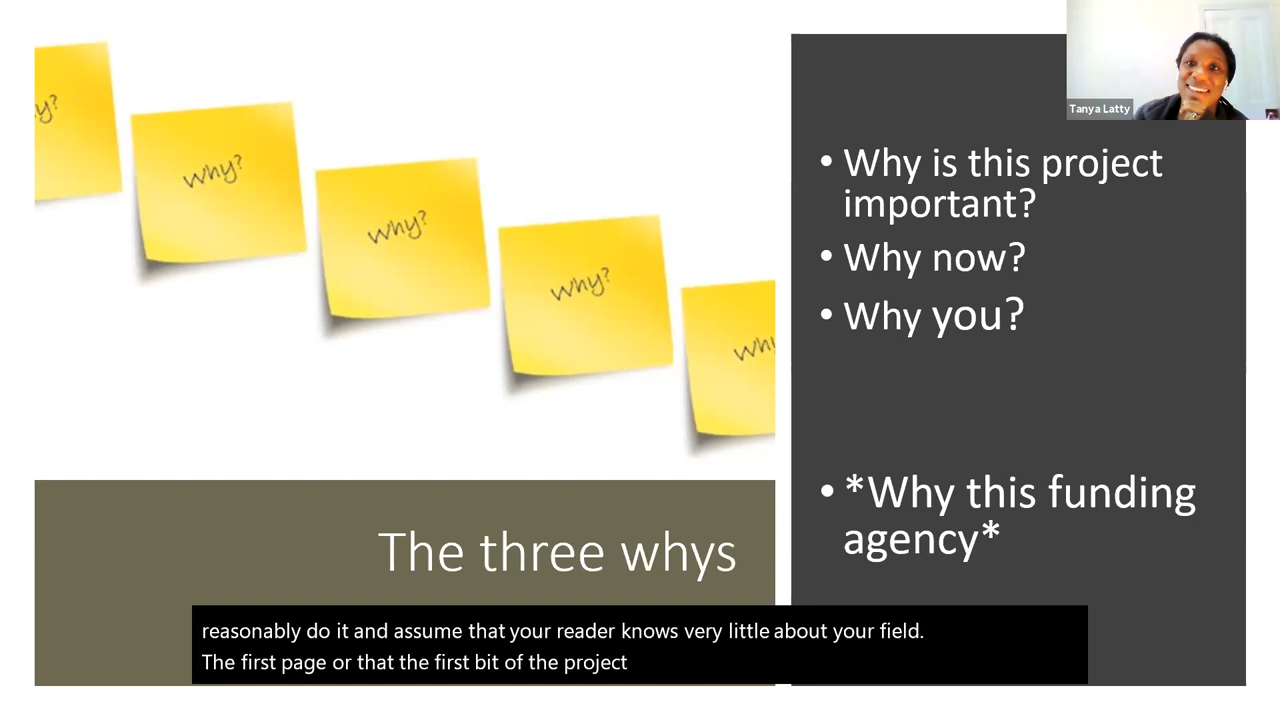 Tanya Latty
why?
why?
why?
• Why is this project
important?
• Why now?
• Why you?
• *Why this funding
agency*
The three whys
reasonably do it and assume that your reader knows very little about your field.
The first page or that the first bit of the project